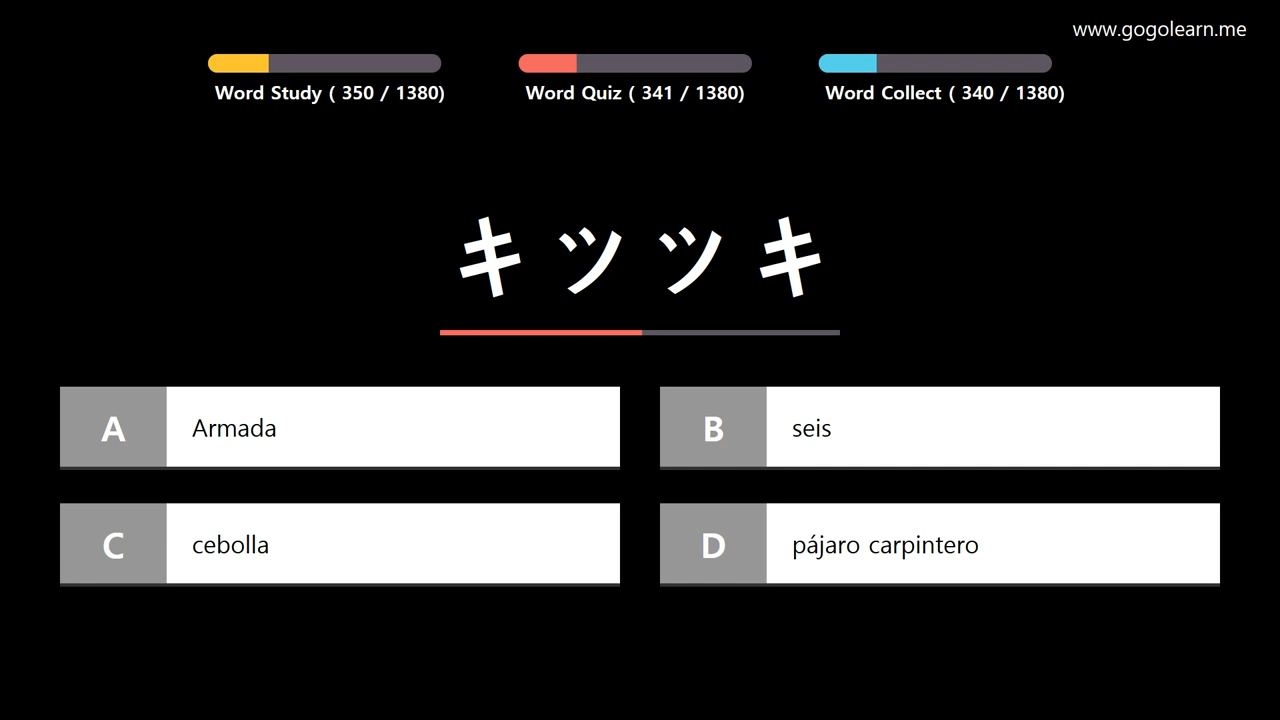 www.gogolearn.me
Word Study ( 350 / 1380)
Word Quiz ( 341 / 1380)
Word Collect ( 340 / 1380)
キツツキ
A
Armada
B
seis
C
cebolla
D
pájaro carpintero